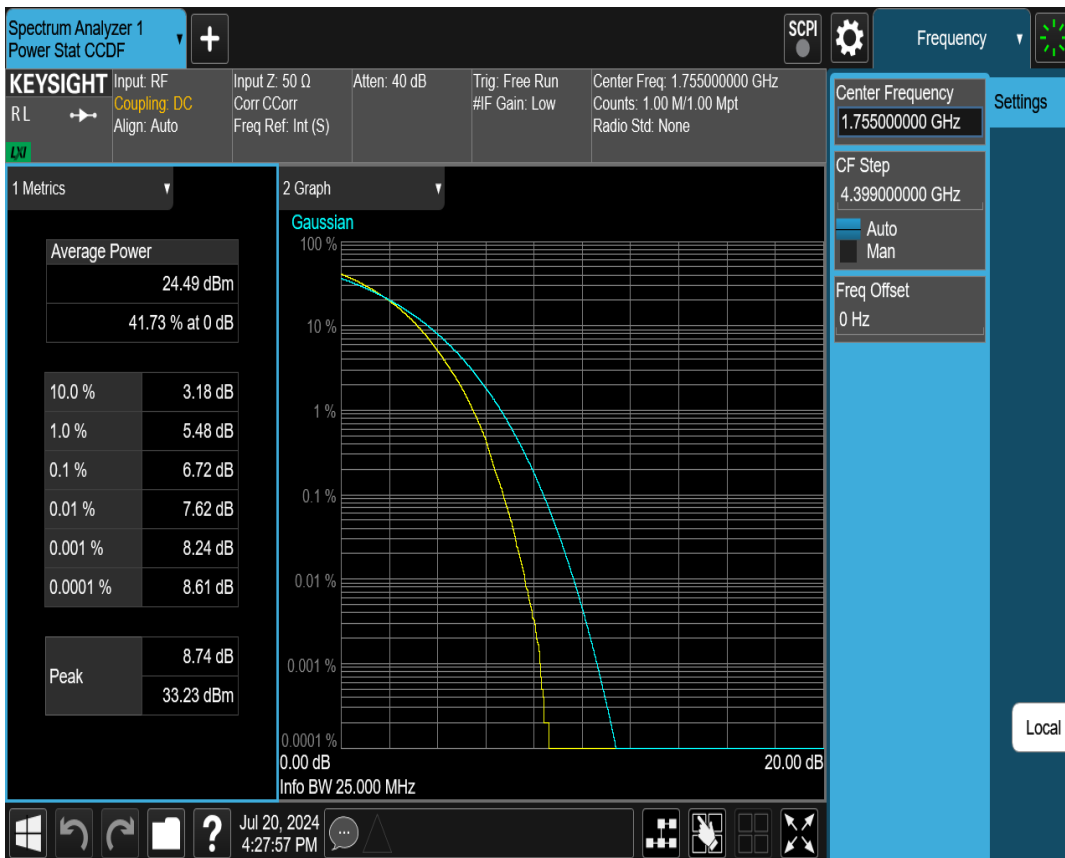 Spectrum Analyzer 1
Power Stat CCDF
SCPI
Frequency
KEYSIGHT
RL
LXI
Input: RF
Coupling: DC
Align: Auto
Input Z: 50 Ω
Corr CCorr
Freq Ref: Int (S)
Atten: 40 dB
Trig: Free Run
#IF Gain: Low
Center Freq: 1.755000000 GHz
Counts: 1.00 M/1.00 Mpt
Radio Std: None
Center Frequency
1.755000000 GHz
Settings
CF Step
4.399000000 GHz
Auto
Man
Freq Offset
0 Hz
1 Metrics
Average Power
24.49 dBm
41.73 % at 0 dB
10.0 % 3.18 dB
1.0 % 5.48 dB
0.1 % 6.72 dB
0.01 % 7.62 dB
0.001 % 8.24 dB
0.0001 % 8.61 dB
Peak
8.74 dB
33.23 dBm
2 Graph
Gaussian
100 %
10 %
1 %
0.1 %
0.01 %
0.001 %
0.0001 %
0.00 dB 20.00 dB
Info BW 25.000 MHz
Local
?
Jul 20, 2024
4:27:57 PM